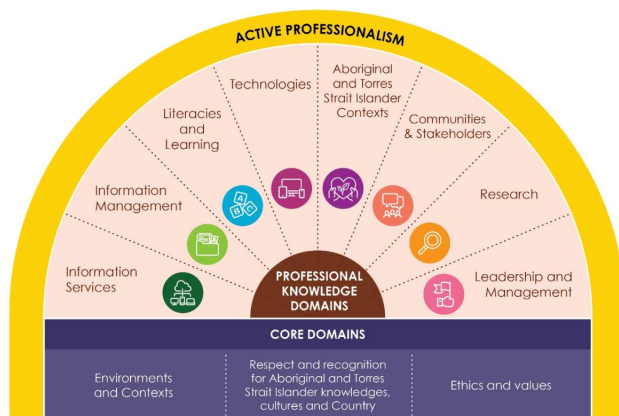 ACTIVE PROFESSIONALISM
Information
Services
Information
Management
Literacies
and
Learning
Technologies
Aboriginal
and Torres
Strait Islander
Contexts
Communities
& Stakeholders
Research
Leadership and
Management
A
B
C
PROFESSIONAL
KNOWLEDGE
DOMAINS
CORE DOMAINS
Environments
and Contexts
Respect and recognition
for Aboriginal and Torres
Strait Islander knowledges,
cultures and Country
Ethics and values